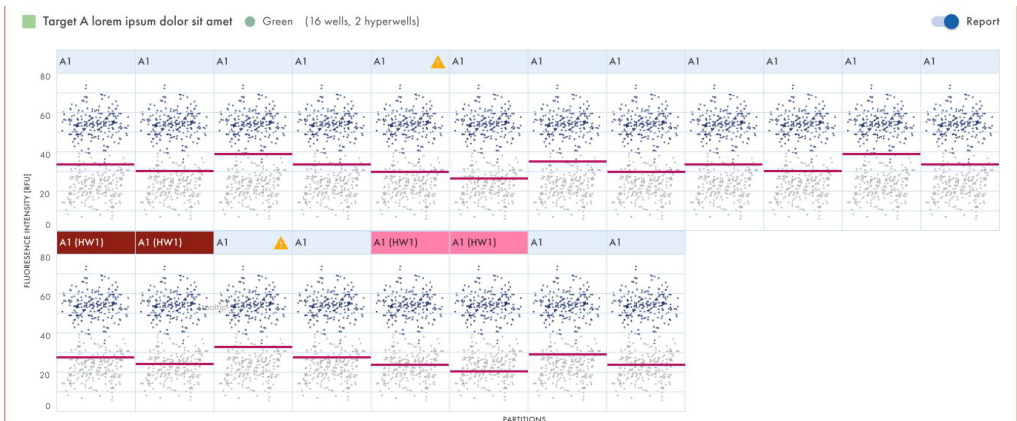 Target A lorem ipsum dolor sit amet Green (16 wells, 2 hyperwells) Report
A1 A1 A1 A1 A1 A1 A1 A1 A1 A1 A1 A1
80
60
40
20
0
FLUORESENCE INTENSITY [RFU]
A1 (HW1) A1 (HW1) A1 A1 A1 (HW1) A1 (HW1) A1 A1
80
60
40
20
0
PARTITIONS